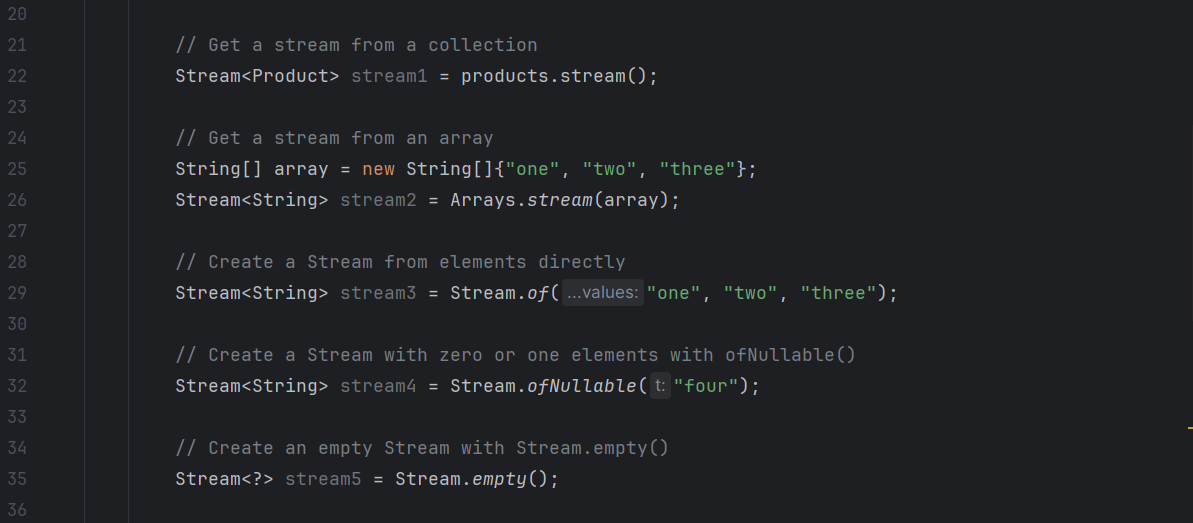 20
21 // Get a stream from a collection
22 Stream<Product> stream1 = products.stream();
23
24 // Get a stream from an array
25 String[] array = new String[]{"one", "two", "three"};
26 Stream<String> stream2 = Arrays.stream(array);
27
28 // Create a Stream from elements directly
29 Stream<String> stream3 = Stream.of(...values: "one", "two", "three");
30
31 // Create a Stream with zero or one elements with ofNullable()
32 Stream<String> stream4 = Stream.ofNullable(t: "four");
33
34 // Create an empty Stream with Stream.empty()
35 Stream<?> stream5 = Stream.empty();
36